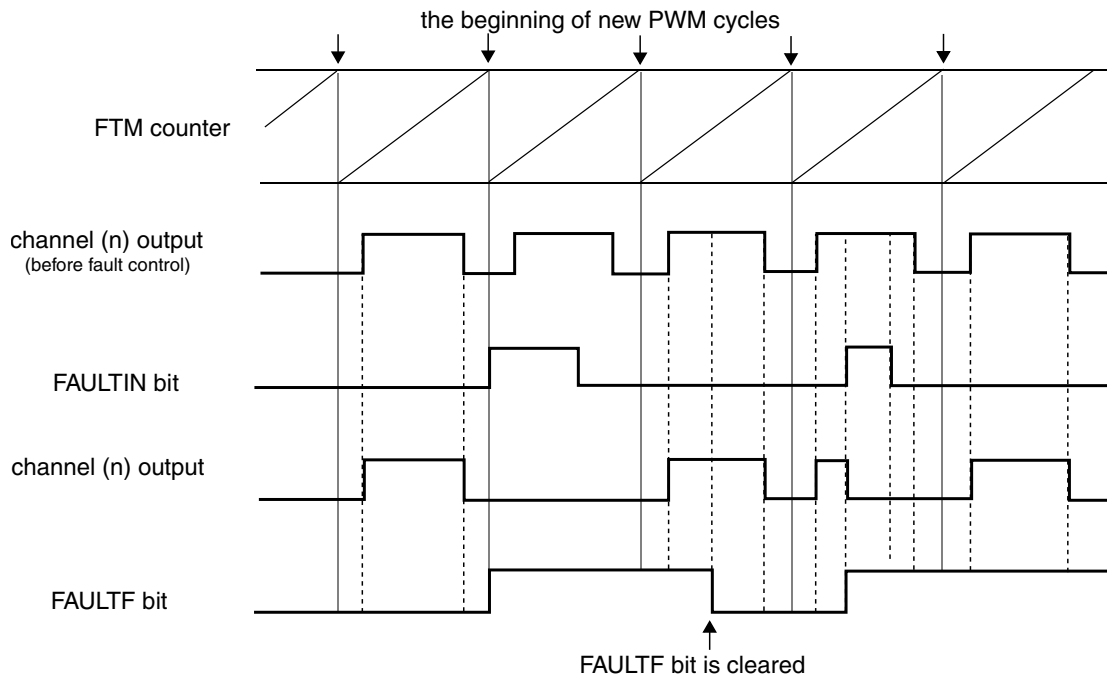 the beginning of new PWM cycles
FTM counter
channel (n) output
(before fault control)
FAULTIN bit
channel (n) output
FAULTF bit
FAULTF bit is cleared